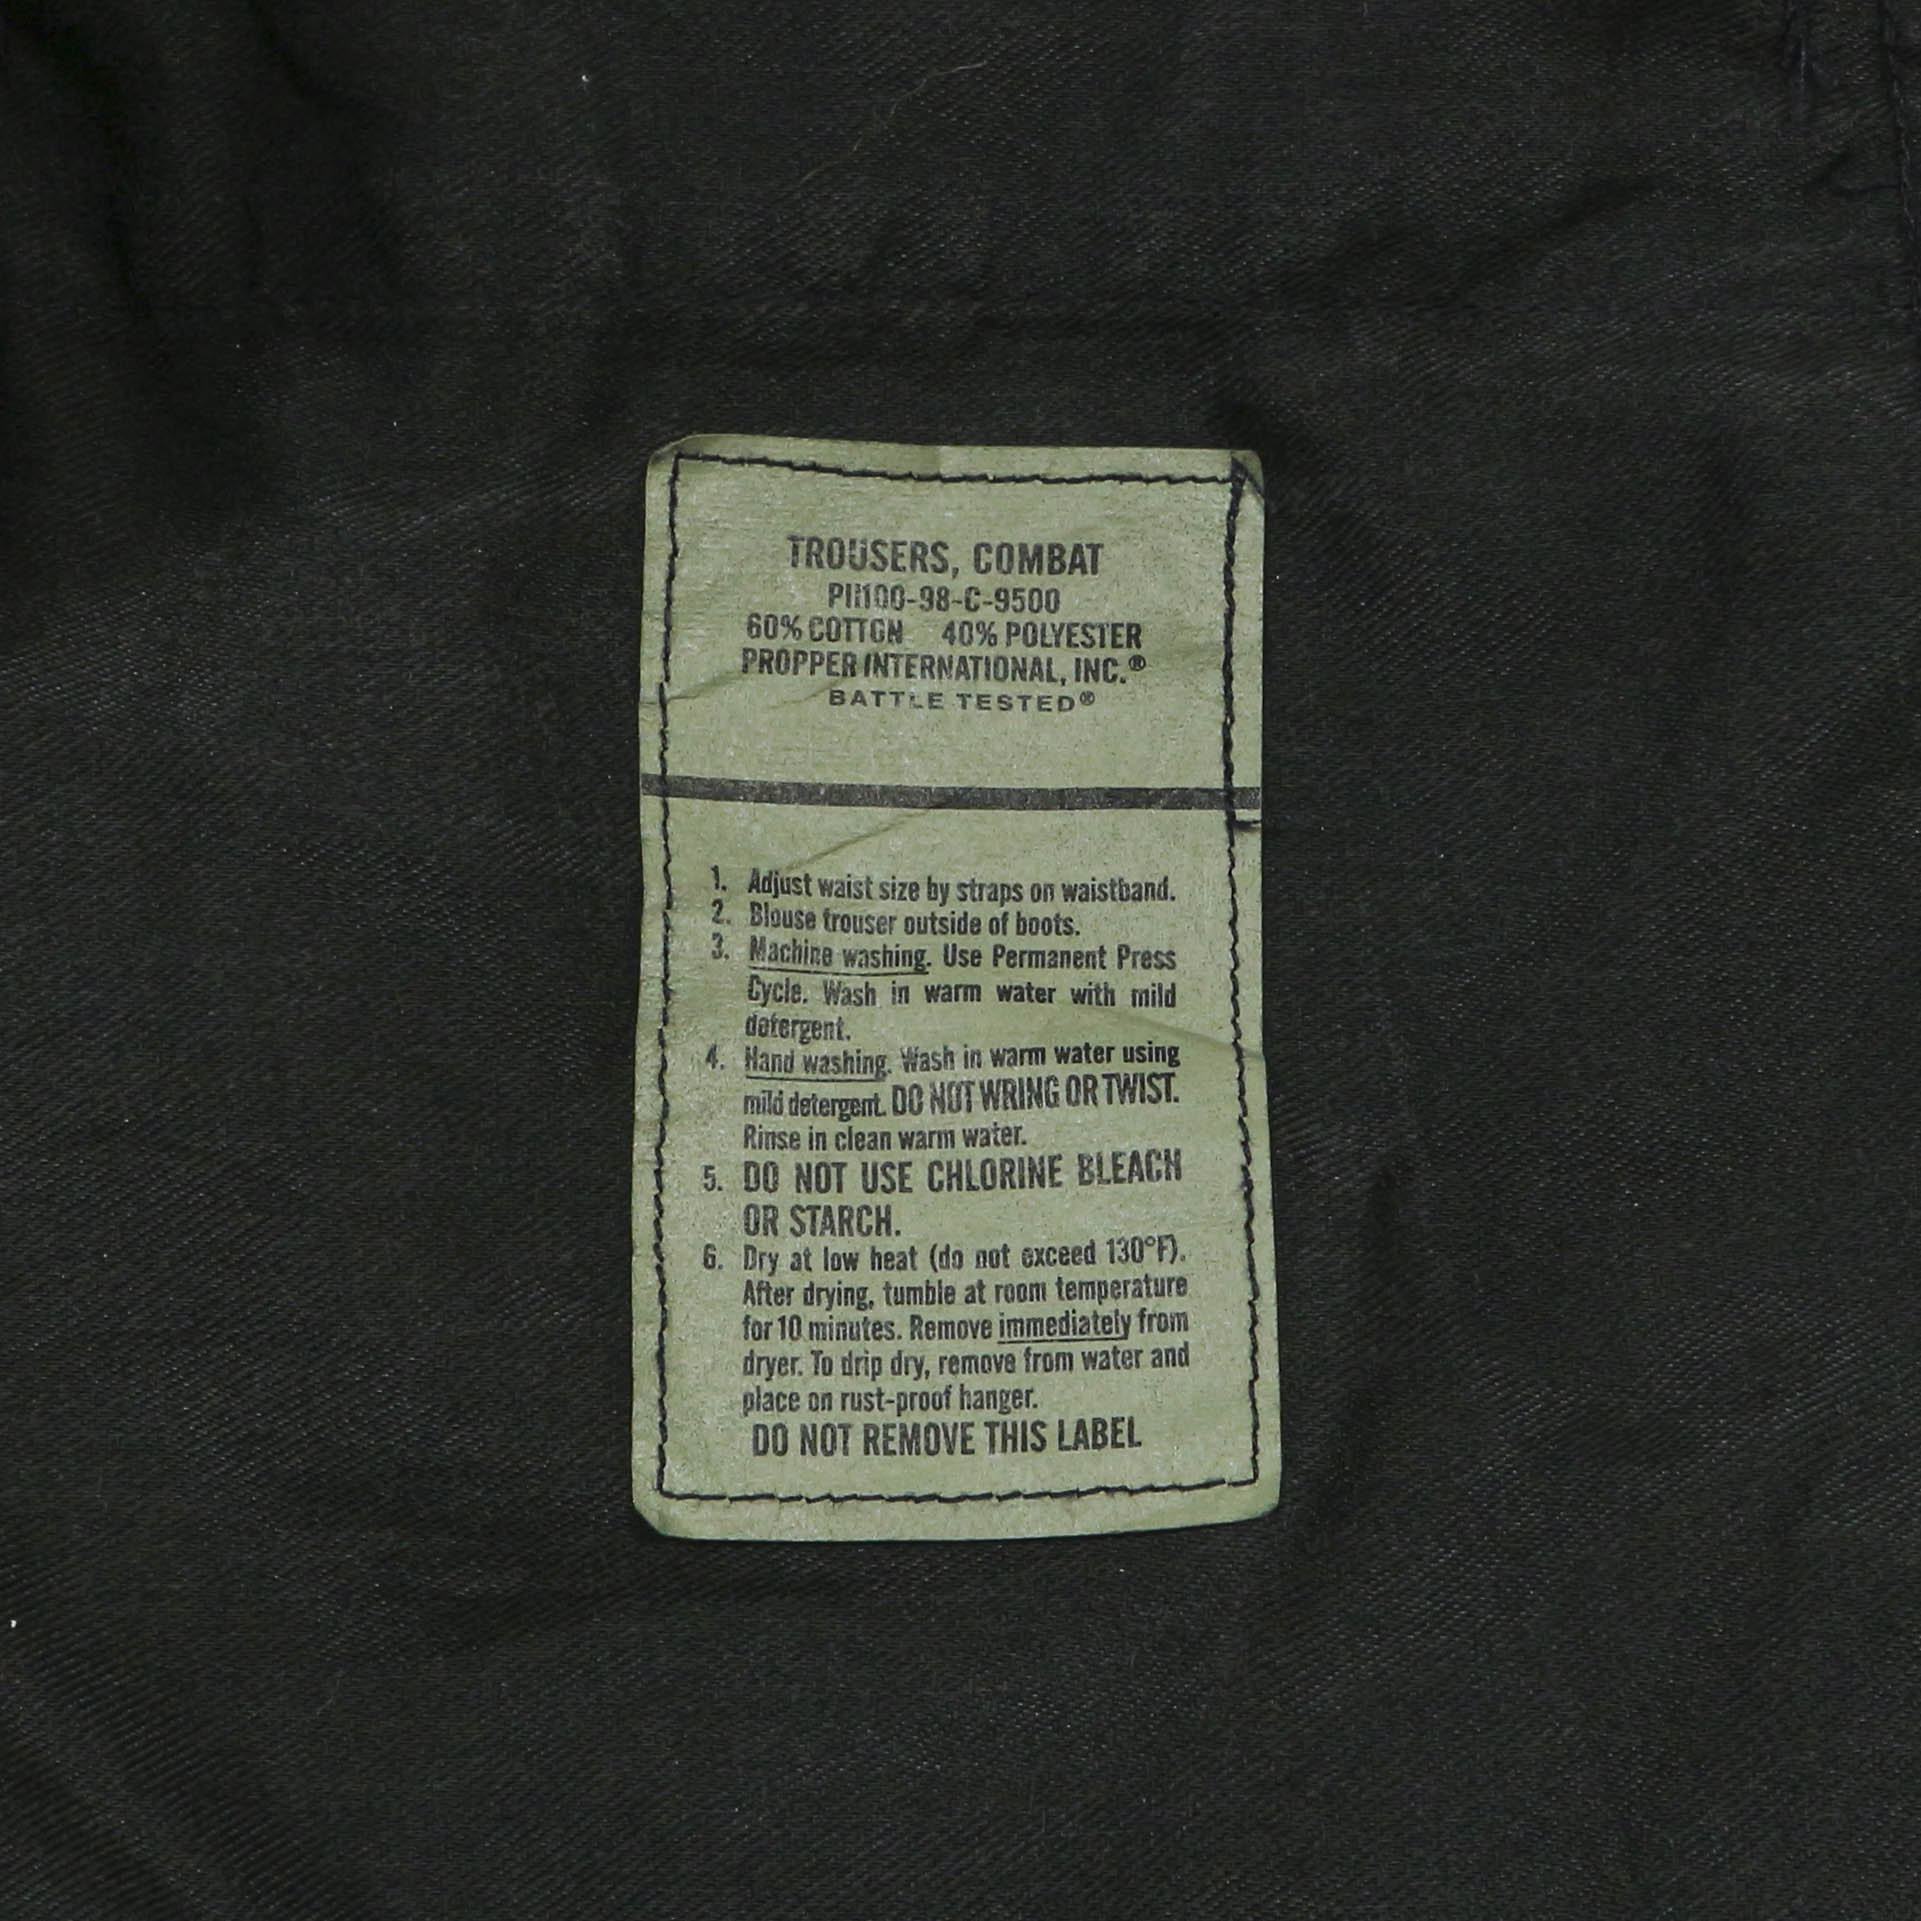 TROUSERS, COMBAT
PII100-98-C-9500
60% COTTON 40% POLYESTER
PROPPER INTERNATIONAL, INC.®
BATTLE TESTED®
1. Adjust waist size by straps on waistband.
2. Blouse trouser outside of boots.
3. Machine washing. Use Permanent Press
Cycle. Wash in warm water with mild
detergent.
4. Hand washing. Wash in warm water using
mild detergent. DO NOT WRING OR TWIST.
Rinse in clean warm water.
5. DO NOT USE CHLORINE BLEACH
OR STARCH.
6. Dry at low heat (do not exceed 130°F).
After drying, tumble at room temperature
for 10 minutes. Remove immediately from
dryer. To drip dry, remove from water and
place on rust-proof hanger.
DO NOT REMOVE THIS LABEL